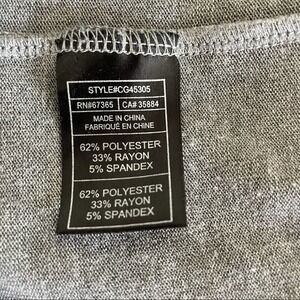 STYLE#CG45305
RN#67365 CA# 35884
MADE IN CHINA
FABRIQUÉ EN CHINE
62% POLYESTER
33% RAYON
5% SPANDEX
62% POLYESTER
33% RAYON
5% SPANDEX